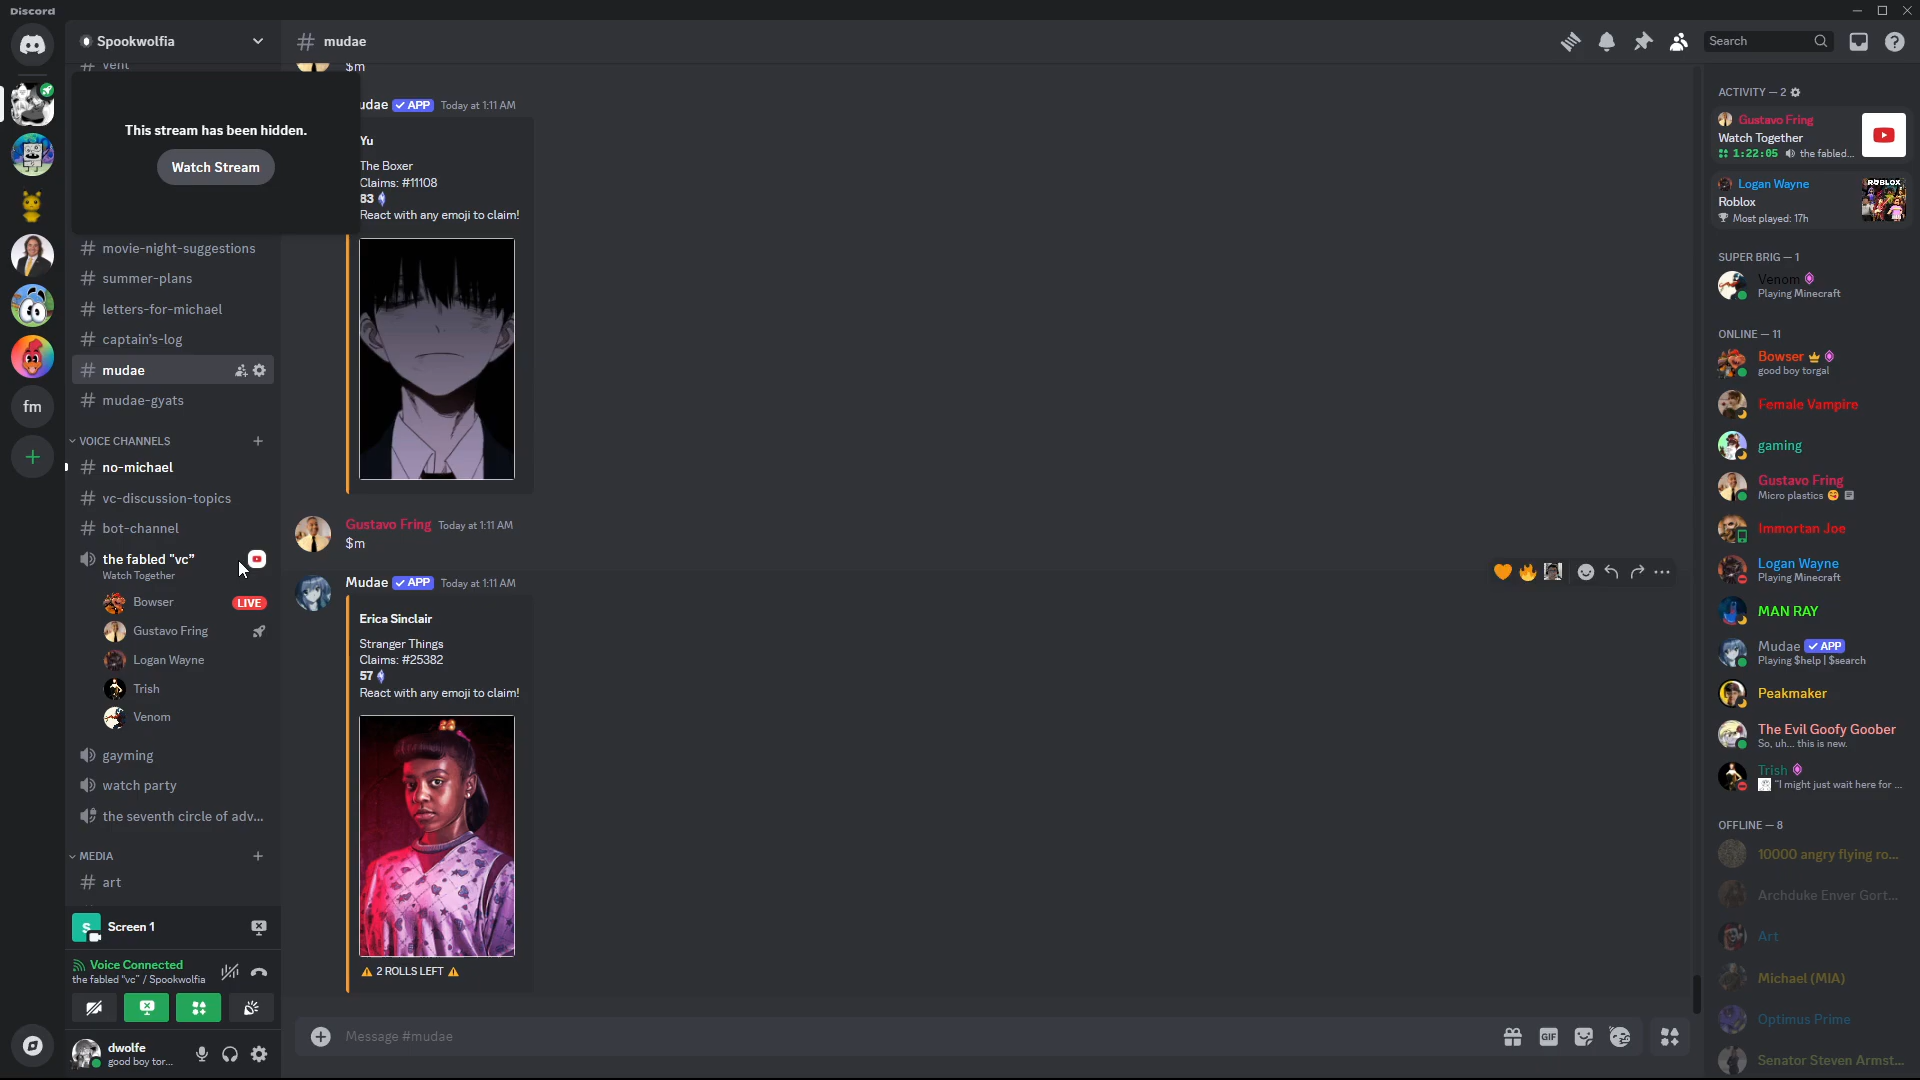 Discord
Spookwolfia
vent
This stream has been hidden.
Watch Stream
movie-night-suggestions
summer-plans
letters-for-michael
captain's-log
mudae
mudae-gyats
VOICE CHANNELS
no-michael
vc-discussion-topics
bot-channel
the fabled "vc"
Watch Together
Bowser LIVE
Gustavo Fring
Logan Wayne
Trish
Venom
gayming
watch party
the seventh circle of adv...
MEDIA
art
S Screen 1
Voice Connected
the fabled "vc" / Spookwolfia
dwolfe
good boy tor...
fm
# mudae
Search
$m
udae ✓ APP Today at 1:11 AM
Yu
The Boxer
Claims: #11108
83
React with any emoji to claim!
Gustavo Fring Today at 1:11 AM
$m
Mudae ✓ APP Today at 1:11 AM
Erica Sinclair
Stranger Things
Claims: #25382
57
React with any emoji to claim!
⚠ 2 ROLLS LEFT ⚠
Message #mudae
GIF
ACTIVITY — 2
Gustavo Fring
Watch Together
1:22:05 the fabled...
Logan Wayne
Roblox
Most played: 17h
ROBLOX
SUPER BRIG — 1
Venom
Playing Minecraft
ONLINE — 11
Bowser
good boy torgal
Female Vampire
gaming
Gustavo Fring
Micro plastics
Immortan Joe
Logan Wayne
Playing Minecraft
MAN RAY
Mudae ✓ APP
Playing $help | $search
Peakmaker
The Evil Goofy Goober
So, uh... this is new.
Trish
"I might just wait here for ...
OFFLINE — 8
10000 angry flying ro...
Archduke Enver Gort...
Art
Michael (MIA)
Optimus Prime
Senator Steven Armst...